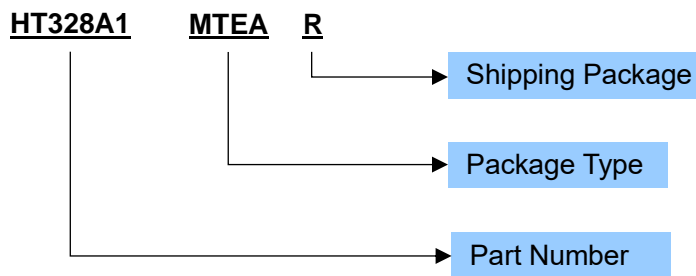 HT328A1 MTEA R
Shipping Package
Package Type
Part Number